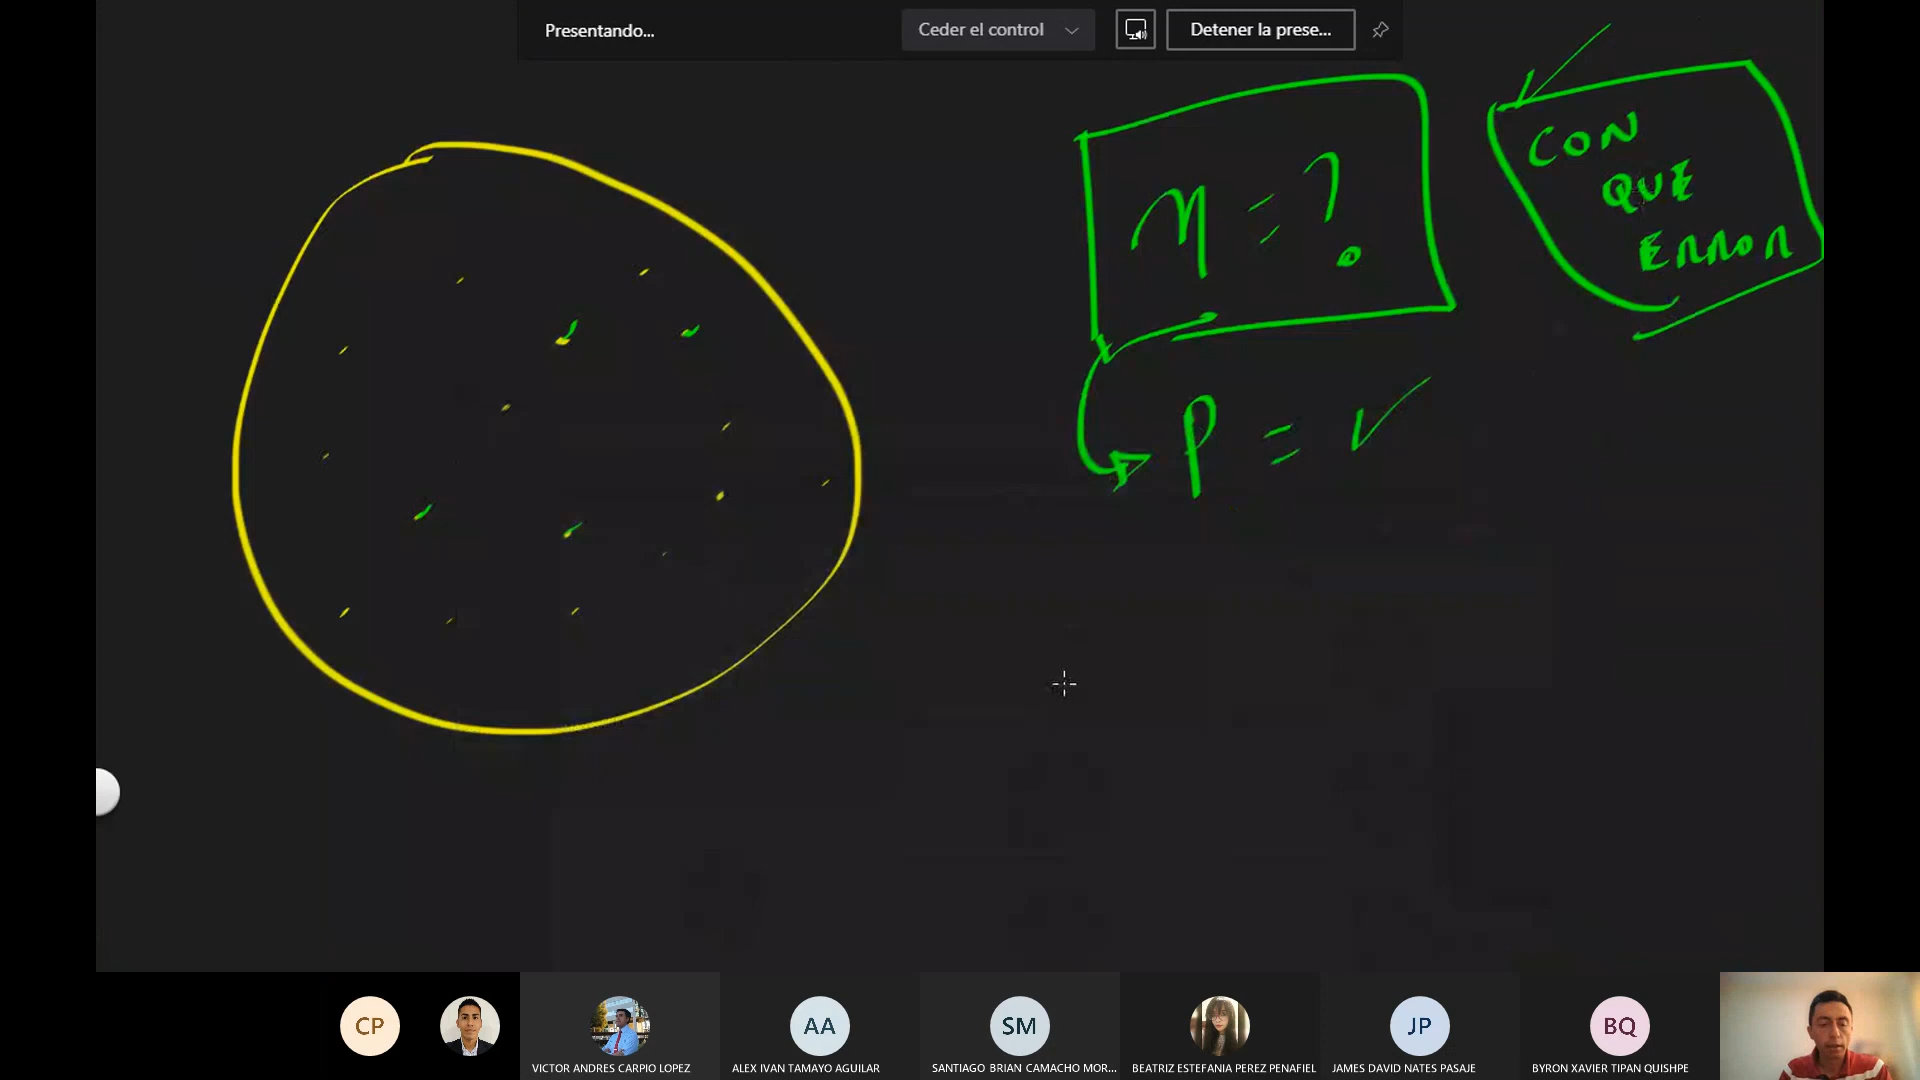 Presentando...
Ceder el control
Detener la prese...
n = ?
CON
QUE
ERROR
P = ✓
CP
AA
SM
JP
BQ
VICTOR ANDRES CARPIO LOPEZ
ALEX IVAN TAMAYO AGUILAR
SANTIAGO BRIAN CAMACHO MOR...
BEATRIZ ESTEFANIA PEREZ PENAFIEL
JAMES DAVID NATES PASAJE
BYRON XAVIER TIPAN QUISHPE